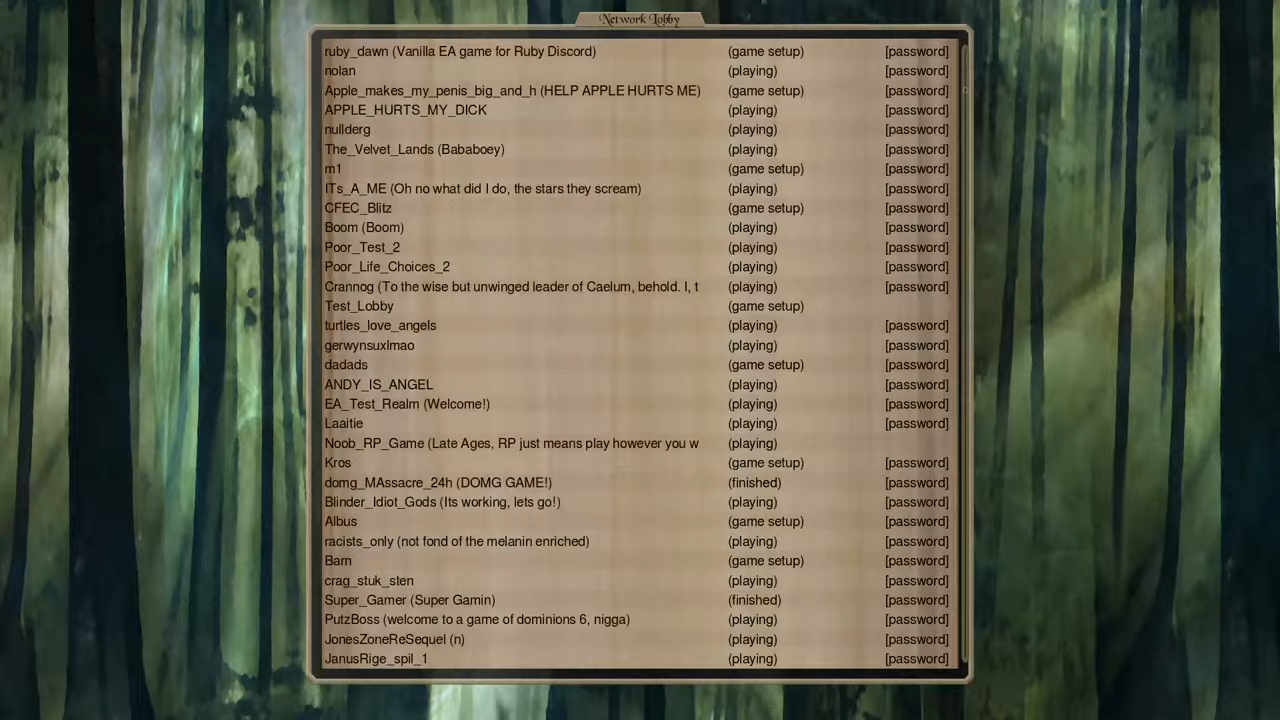 Network Lobby
ruby_dawn (Vanilla EA game for Ruby Discord) (game setup) [password]
nolan (playing) [password]
Apple_makes_my_penis_big_and_h (HELP APPLE HURTS ME) (game setup) [password]
APPLE_HURTS_MY_DICK (playing) [password]
nullderg (playing) [password]
The_Velvet_Lands (Bababoey) (playing) [password]
m1 (game setup) [password]
ITs_A_ME (Oh no what did I do, the stars they scream) (playing) [password]
CFEC_Blitz (game setup) [password]
Boom (Boom) (playing) [password]
Poor_Test_2 (playing) [password]
Poor_Life_Choices_2 (playing) [password]
Crannog (To the wise but unwinged leader of Caelum, behold. I, t (playing) [password]
Test_Lobby (game setup)
turtles_love_angels (playing) [password]
gerwynsuxlmao (playing) [password]
dadads (game setup) [password]
ANDY_IS_ANGEL (playing) [password]
EA_Test_Realm (Welcome!) (playing) [password]
Laaitie (playing) [password]
Noob_RP_Game (Late Ages, RP just means play however you w (playing)
Kros (game setup) [password]
domg_MAssacre_24h (DOMG GAME!) (finished) [password]
Blinder_Idiot_Gods (Its working, lets go!) (playing) [password]
Albus (game setup) [password]
racists_only (not fond of the melanin enriched) (playing) [password]
Barn (game setup) [password]
crag_stuk_sten (playing) [password]
Super_Gamer (Super Gamin) (finished) [password]
PutzBoss (welcome to a game of dominions 6, nigga) (playing) [password]
JonesZoneReSequel (n) (playing) [password]
JanusRige_spil_1 (playing) [password]